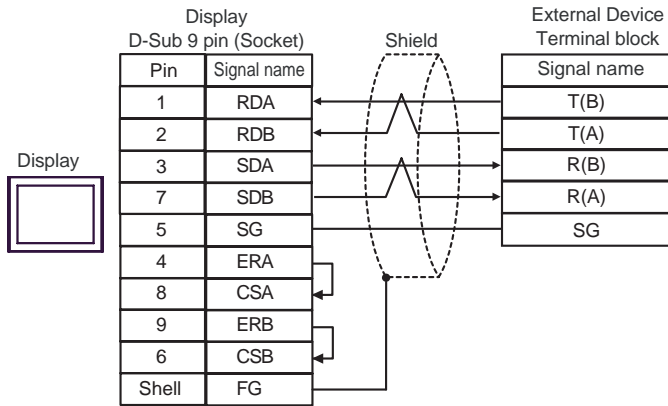 Display
D-Sub 9 pin (Socket)
Shield
External Device
Terminal block
Pin Signal name
Signal name
1 RDA T(B)
2 RDB T(A)
Display
3 SDA R(B)
7 SDB R(A)
5 SG SG
4 ERA
8 CSA
9 ERB
6 CSB
Shell FG